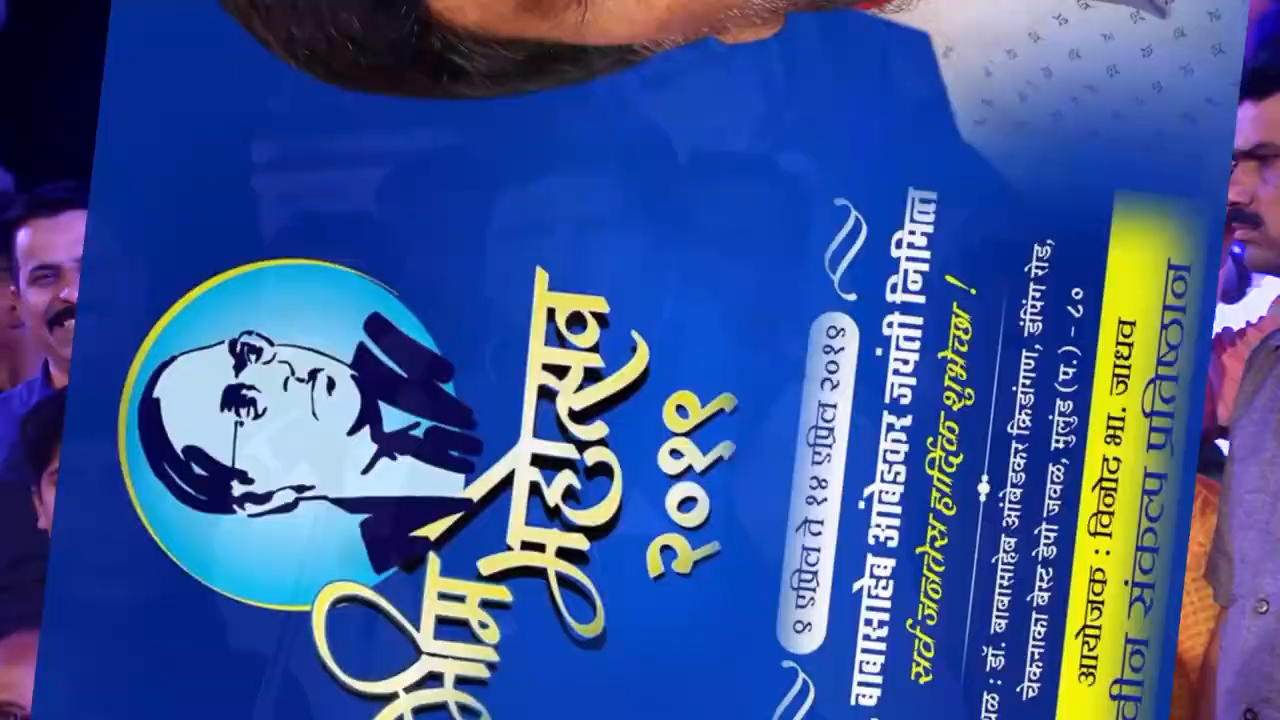 भीम महोत्सव
२०१९
९ एप्रिल ते १४ एप्रिल २०१९
बाबासाहेब आंबेडकर जयंती निमित्त
सर्व जनतेस हार्दिक शुभेच्छा !
डॉ. बाबासाहेब आंबेडकर क्रिडांगण, डंपिंग रोड,
चेकनाका बेस्ट डेपो जवळ, मुलुंड (प.) - ८०
आयोजक : विनोद भा. जाधव
संकल्प प्रतिष्ठान